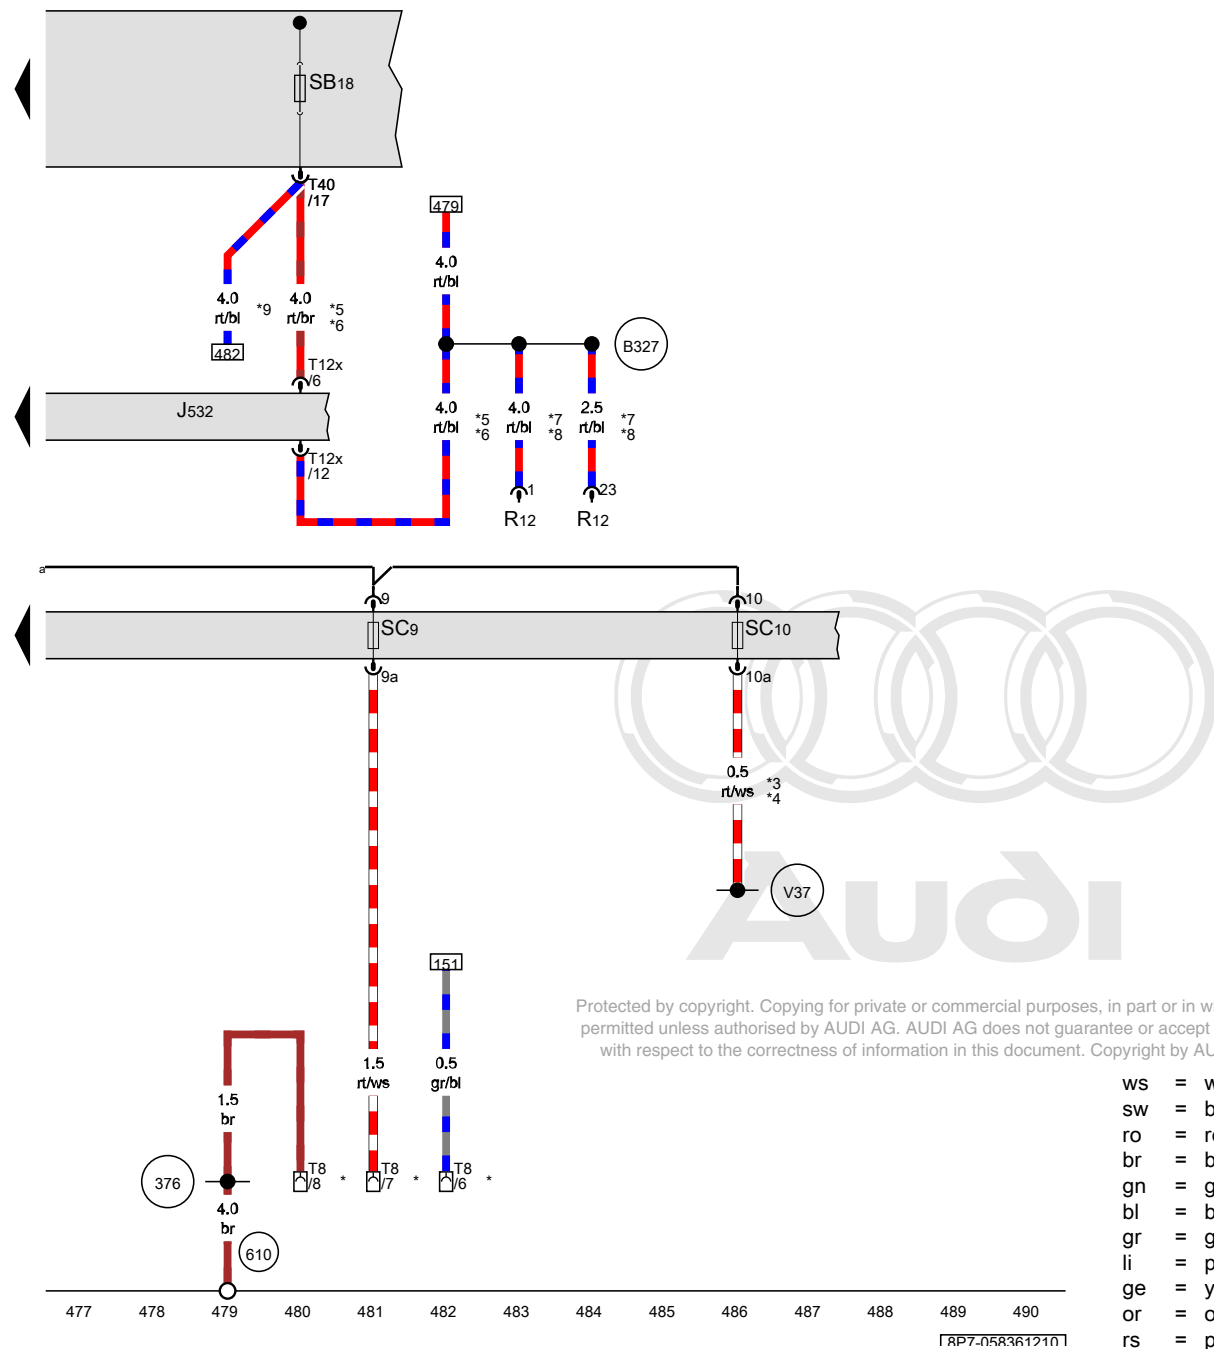 SB18
T40
/17
479
4.0
rt/bl
4.0
rt/bl
*9
4.0
rt/br
*5
*6
482
B327
T12x
/6
J532
4.0
rt/bl
*5
*6
4.0
rt/bl
*7
*8
2.5
rt/bl
*7
*8
T12x
/12
1
23
R12
R12
a
9
10
SC9
SC10
9a
10a
0.5
rt/ws
*3
*4
V37
Audi
151
Protected by copyright. Copying for private or commercial purposes, in part or in w
permitted unless authorised by AUDI AG. AUDI AG does not guarantee or accept
with respect to the correctness of information in this document. Copyright by AU
1.5
br
1.5
rt/ws
0.5
gr/bl
376
T8
/8
*
T8
/7
*
T8
/6
*
4.0
br
610
ws = w
sw = b
ro = r
br = b
gn = g
bl = b
gr = g
li = p
ge = y
or = o
rs = p
477 478 479 480 481 482 483 484 485 486 487 488 489 490
8P7-058361210